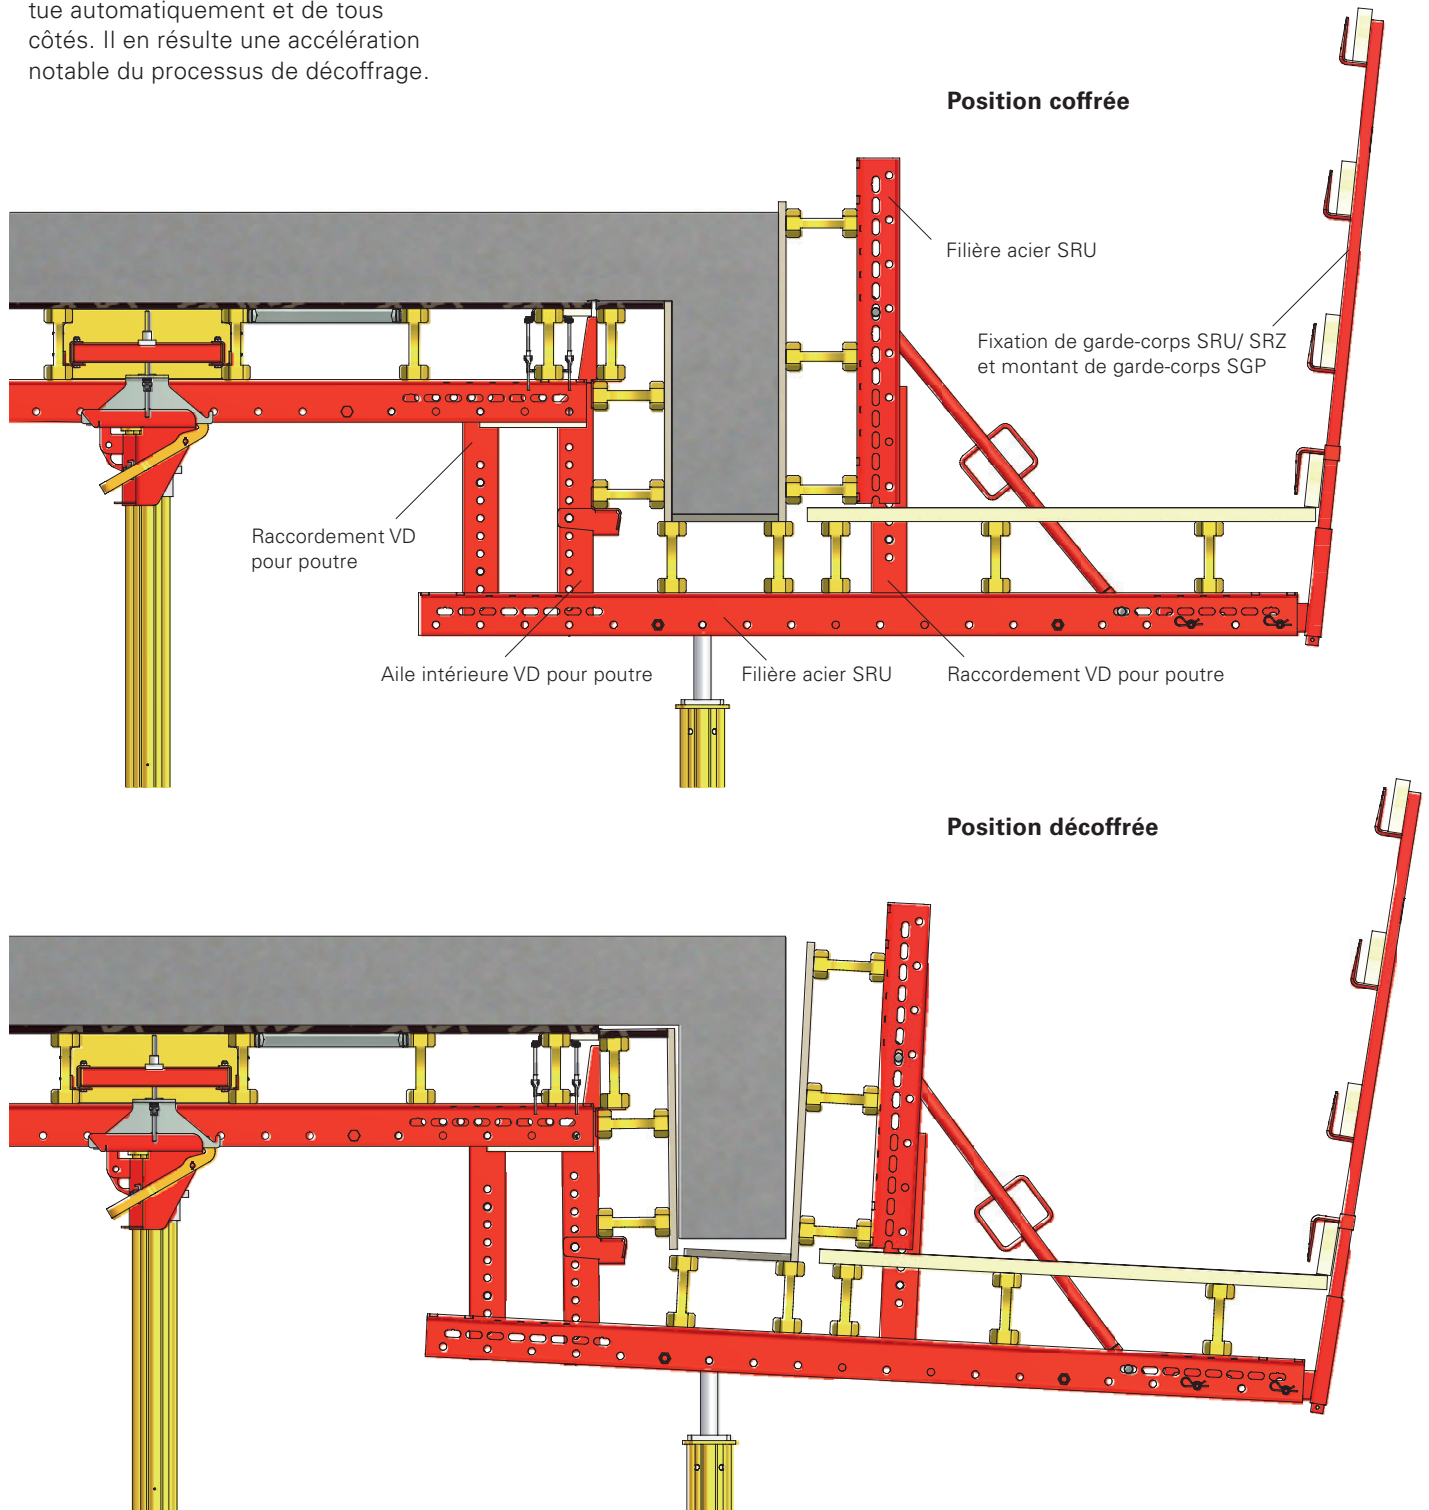 tue automatiquement et de tous
côtés. Il en résulte une accélération
notable du processus de décoffrage.
Position coffrée
Filière acier SRU
Fixation de garde-corps SRU/ SRZ
et montant de garde-corps SGP
Raccordement VD
pour poutre
Aile intérieure VD pour poutre
Filière acier SRU
Raccordement VD pour poutre
Position décoffrée